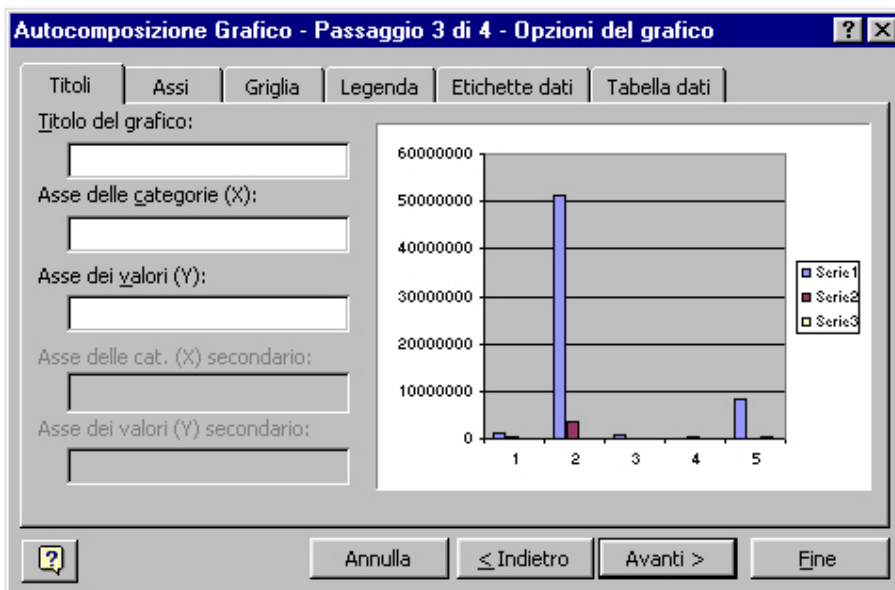 Autocomposizione Grafico - Passaggio 3 di 4 - Opzioni del grafico
Titoli Assi Griglia Legenda Etichette dati Tabella dati
Titolo del grafico:
Asse delle categorie (X):
Asse dei valori (Y):
Asse delle cat. (X) secondario:
Asse dei valori (Y) secondario:
60000000
50000000
40000000
30000000
20000000
10000000
0
1 2 3 4 5
Serie1
Serie2
Serie3
Annulla < Indietro Avanti > Fine